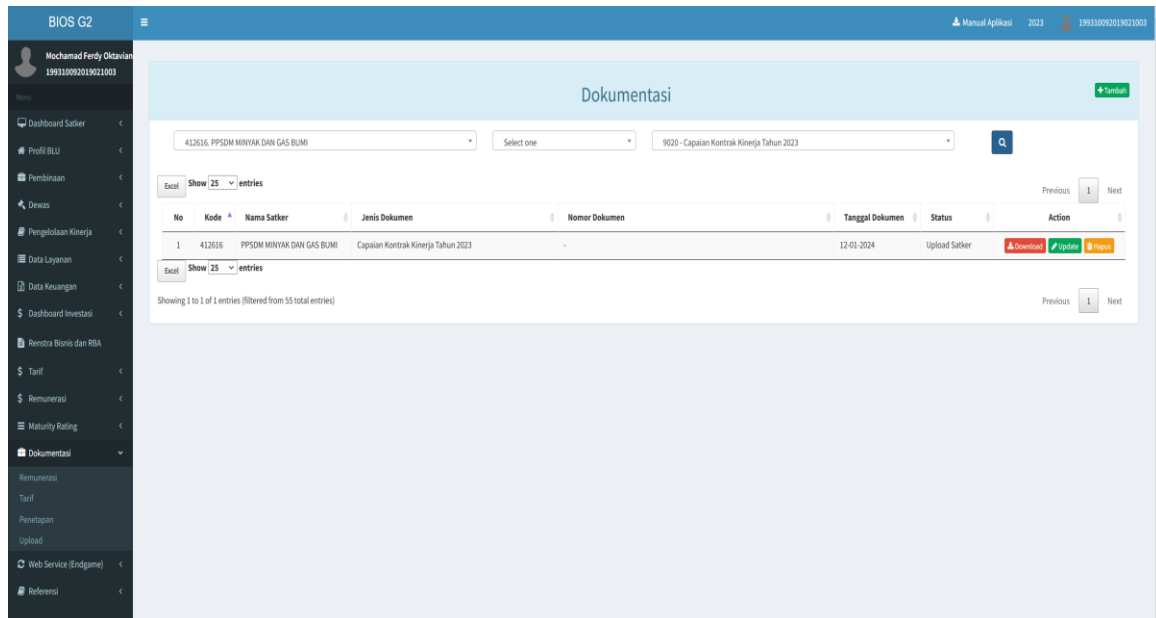 BIOS G2
Manual Aplikasi 2023 199310092019021003
Mochamad Ferdy Oktavian
199310092019021003
Menu
Dashboard Satker
Profil BLU
Pembinaan
Dewas
Pengelolaan Kinerja
Data Layanan
Data Keuangan
Dashboard Investasi
Renstra Bisnis dan RBA
Tarif
Remunerasi
Maturity Rating
Dokumentasi
Remunerasi
Tarif
Penetapan
Upload
Web Service (Endgame)
Referensi
Dokumentasi
Tambah
412616. PPSDM MINYAK DAN GAS BUMI Select one 9020 - Capaian Kontrak Kinerja Tahun 2023
Excel Show 25 entries
Previous 1 Next
No Kode Nama Satker Jenis Dokumen Nomor Dokumen Tanggal Dokumen Status Action
1 412616 PPSDM MINYAK DAN GAS BUMI Capaian Kontrak Kinerja Tahun 2023 - 12-01-2024 Upload Satker Download Update Hapus
Excel Show 25 entries
Showing 1 to 1 of 1 entries (filtered from 55 total entries)
Previous 1 Next